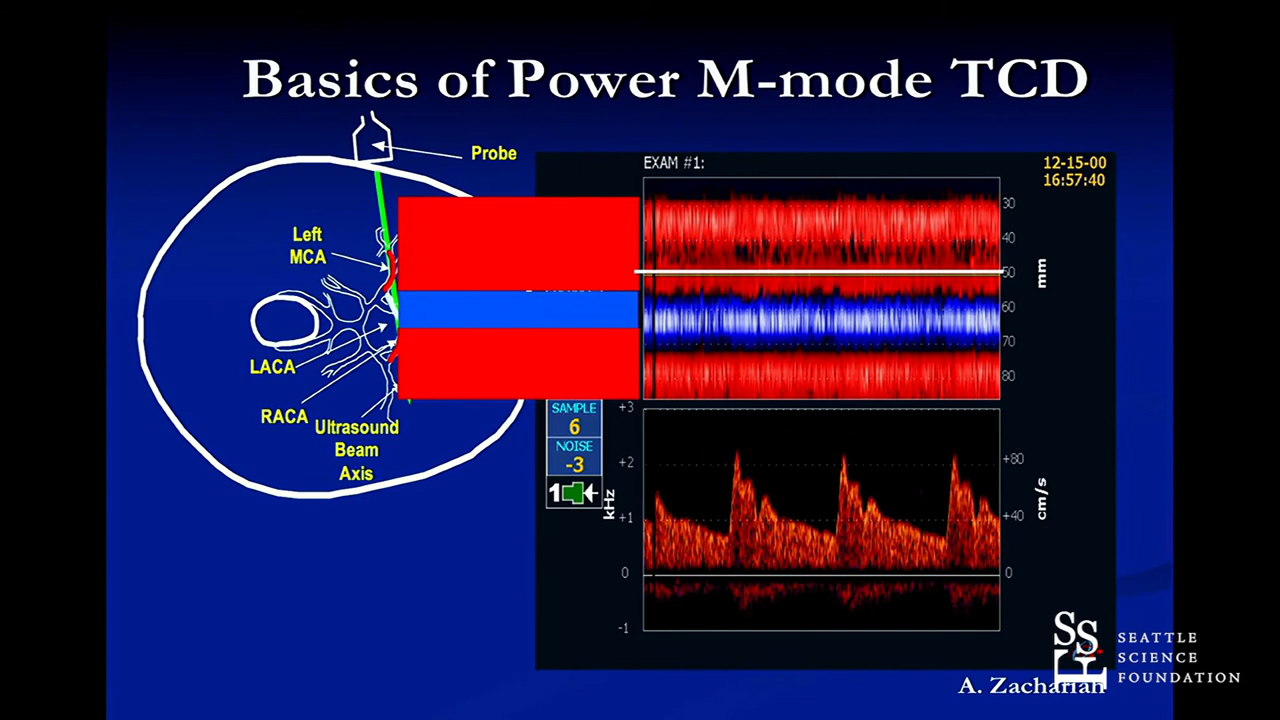 Basics of Power M-mode TCD
Probe
Left
MCA
LACA
RACA
Ultrasound
Beam
Axis
EXAM #1:
12-15-00
16:57:40
30
40
50
60
70
80
mm
SAMPLE
6
NOISE
-3
1
kHz
+3
+2
+1
0
-1
+80
+40
0
cm/s
A. Zacharian
SSF
SEATTLE
SCIENCE
FOUNDATION